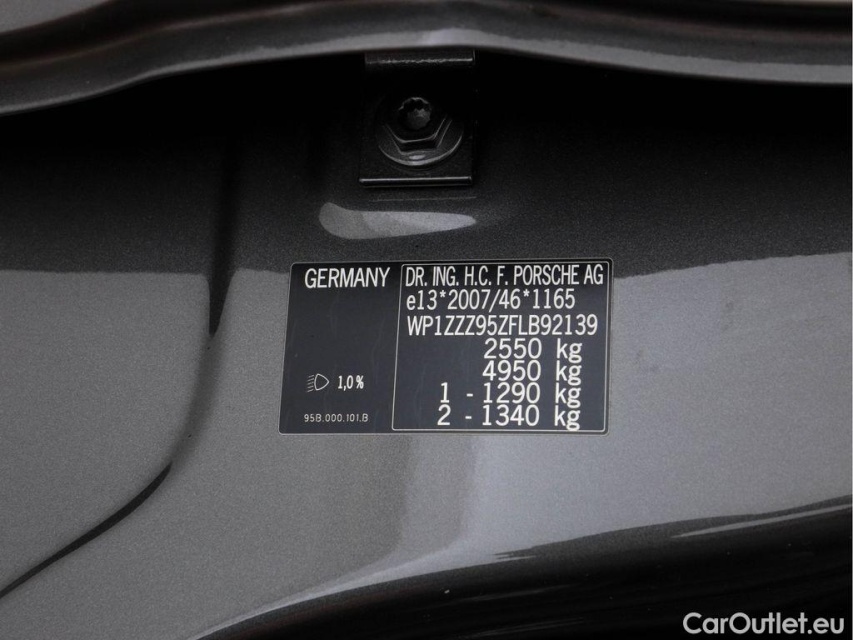 GERMANY
1,0%
95B.000.101.B
DR. ING. H.C. F. PORSCHE AG
e13*2007/46*1165
WP1ZZZ95ZFLB92139
2550 kg
4950 kg
1 - 1290 kg
2 - 1340 kg
CarOutlet.eu